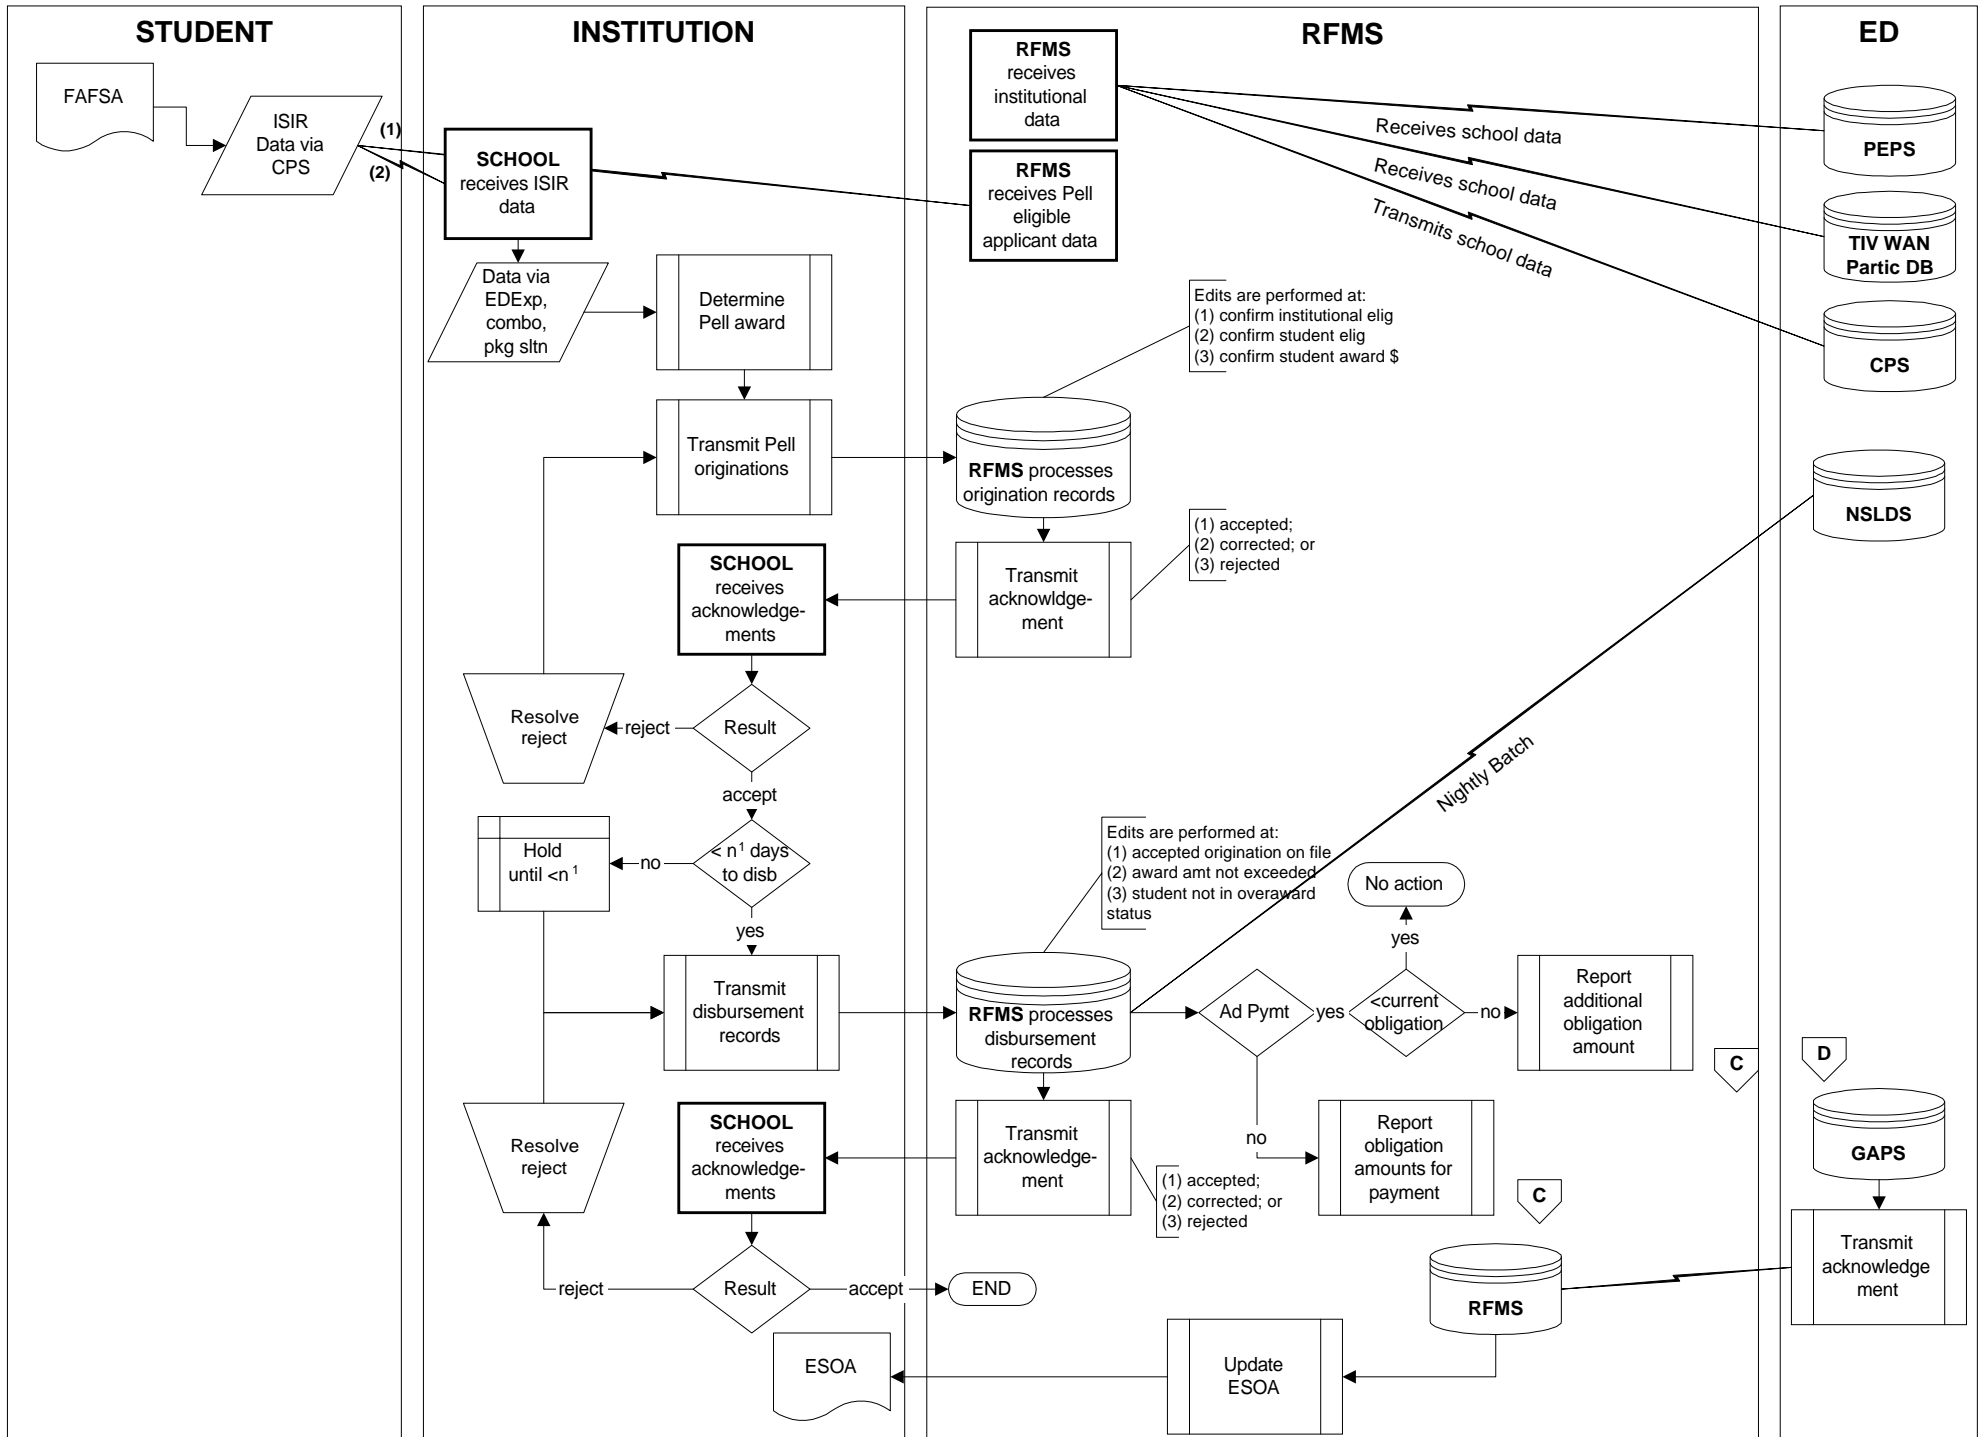 STUDENT
INSTITUTION
RFMS
ED
FAFSA
ISIR
Data via
CPS
(1)
(2)
SCHOOL
receives ISIR
data
RFMS
receives
institutional
data
RFMS
receives Pell
eligible
applicant data
Receives school data
Receives school data
Transmits school data
PEPS
TIV WAN
Partic DB
CPS
Data via
EDExp,
combo,
pkg sltn
Determine
Pell award
Edits are performed at:
(1) confirm institutional elig
(2) confirm student elig
(3) confirm student award $
Transmit Pell
originations
RFMS processes
origination records
NSLDS
SCHOOL
receives
acknowledge-
ments
Transmit
acknowldge-
ment
(1) accepted;
(2) corrected; or
(3) rejected
Resolve
reject
reject
Result
accept
Nightly Batch
Hold
until <n 1
no
< n1 days
to disb
yes
Edits are performed at:
(1) accepted origination on file
(2) award amt not exceeded
(3) student not in overaward
status
No action
yes
Transmit
disbursement
records
RFMS processes
disbursement
records
Ad Pymt
yes
<current
obligation
no
Report
additional
obligation
amount
C
D
Resolve
reject
SCHOOL
receives
acknowledge-
ments
Transmit
acknowledge-
ment
(1) accepted;
(2) corrected; or
(3) rejected
no
Report
obligation
amounts for
payment
C
GAPS
reject
Result
accept
END
RFMS
Transmit
acknowledge
ment
ESOA
Update
ESOA